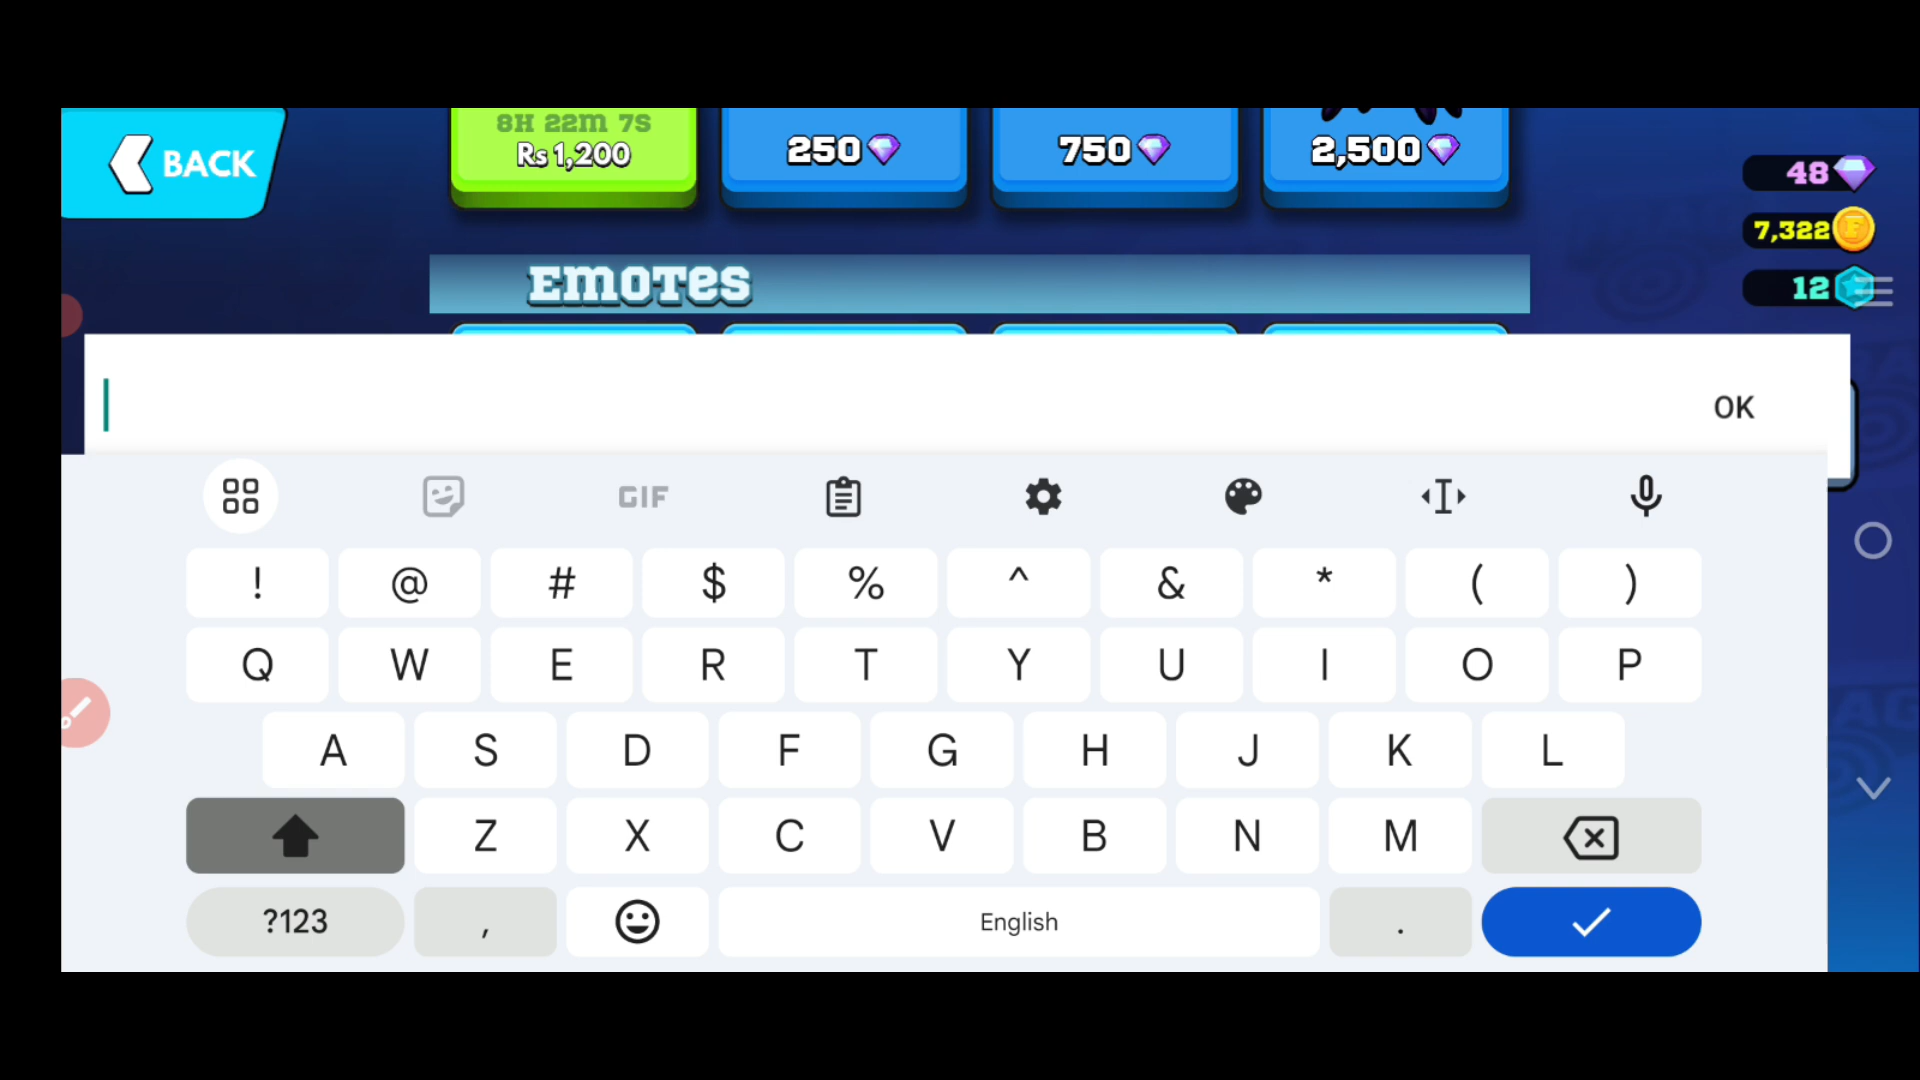 8H 22m 7S
Rs 1,200
250
750
2,500
BACK
48
7,322
12
EMOTES
OK
GIF
! @ # $ % ^ & * ( )
Q W E R T Y U I O P
A S D F G H J K L
Z X C V B N M
?123 , English .